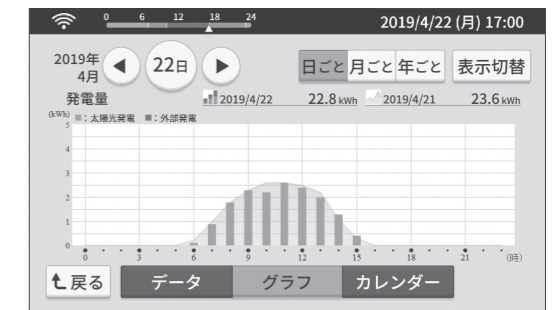 0 6 12 18 24
2019/4/22 (月) 17:00
2019年
4月
22日
日ごと 月ごと 年ごと 表示切替
発電量 2019/4/22 22.8 kWh 2019/4/21 23.6 kWh
(kWh) ■：太陽光発電 ■：外部発電
5
4
3
2
1
0
0 3 6 9 12 15 18 21 (時)
戻る データ グラフ カレンダー